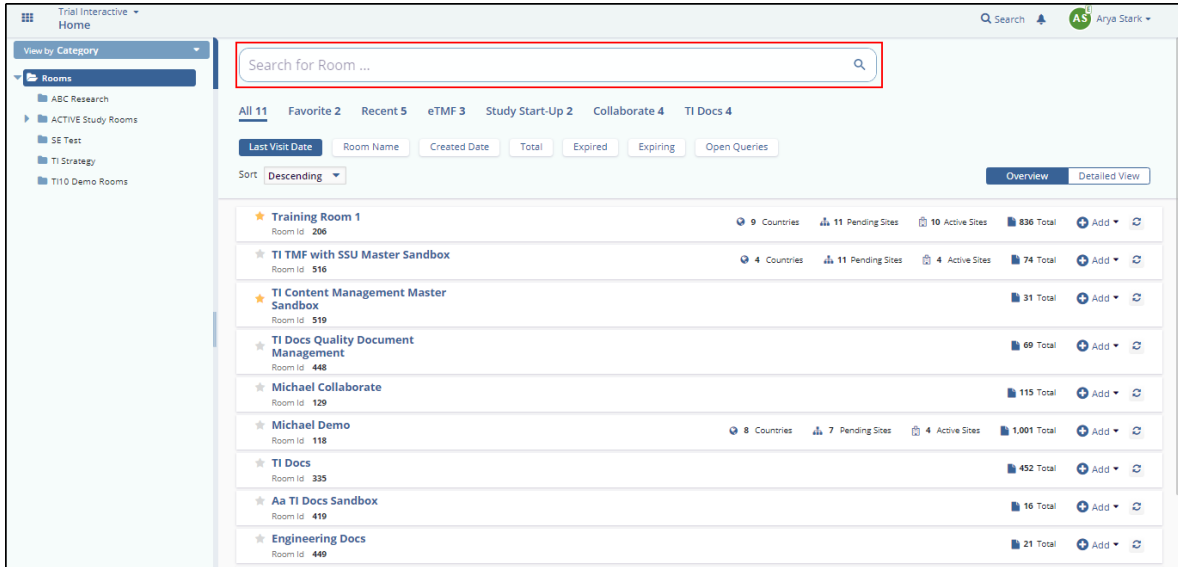 Trial Interactive
Home
Search
E
AS
Arya Stark
View by Category
Rooms
ABC Research
ACTIVE Study Rooms
SE Test
TI Strategy
TI10 Demo Rooms
Search for Room ...
All 11 Favorite 2 Recent 5 eTMF 3 Study Start-Up 2 Collaborate 4 TI Docs 4
Last Visit Date Room Name Created Date Total Expired Expiring Open Queries
Sort Descending Overview Detailed View
Training Room 1
Room Id 206
9 Countries 11 Pending Sites 10 Active Sites 836 Total Add
TI TMF with SSU Master Sandbox
Room Id 516
4 Countries 11 Pending Sites 4 Active Sites 74 Total Add
TI Content Management Master
Sandbox
Room Id 519
31 Total Add
TI Docs Quality Document
Management
Room Id 448
69 Total Add
Michael Collaborate
Room Id 129
115 Total Add
Michael Demo
Room Id 118
8 Countries 7 Pending Sites 4 Active Sites 1,001 Total Add
TI Docs
Room Id 335
452 Total Add
Aa TI Docs Sandbox
Room Id 419
16 Total Add
Engineering Docs
Room Id 449
21 Total Add